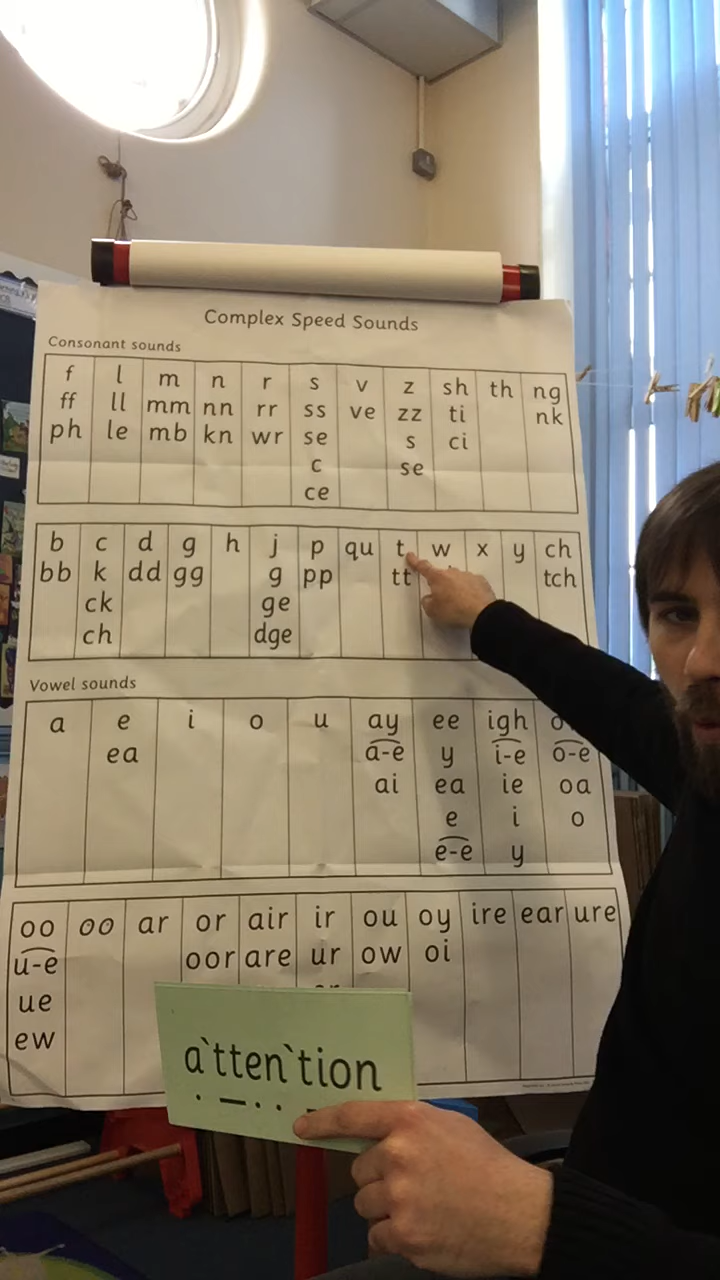 Complex Speed Sounds
Consonant sounds
f l m n r s v z sh th ng
ff ll mm nn rr ss ve zz ti nk
ph le mb kn wr se s ci
c se
ce
b c d g h j p qu t w x y ch
bb k dd gg g pp tt tch
ck ge
ch dge
Vowel sounds
a e i o u ay ee igh
ea a-e y i-e o-e
ai ea ie oa
e i o
e-e y
oo oo ar or air ir ou oy ire ear ure
u-e oor are ur ow oi
ue
ew
a`tten`tion